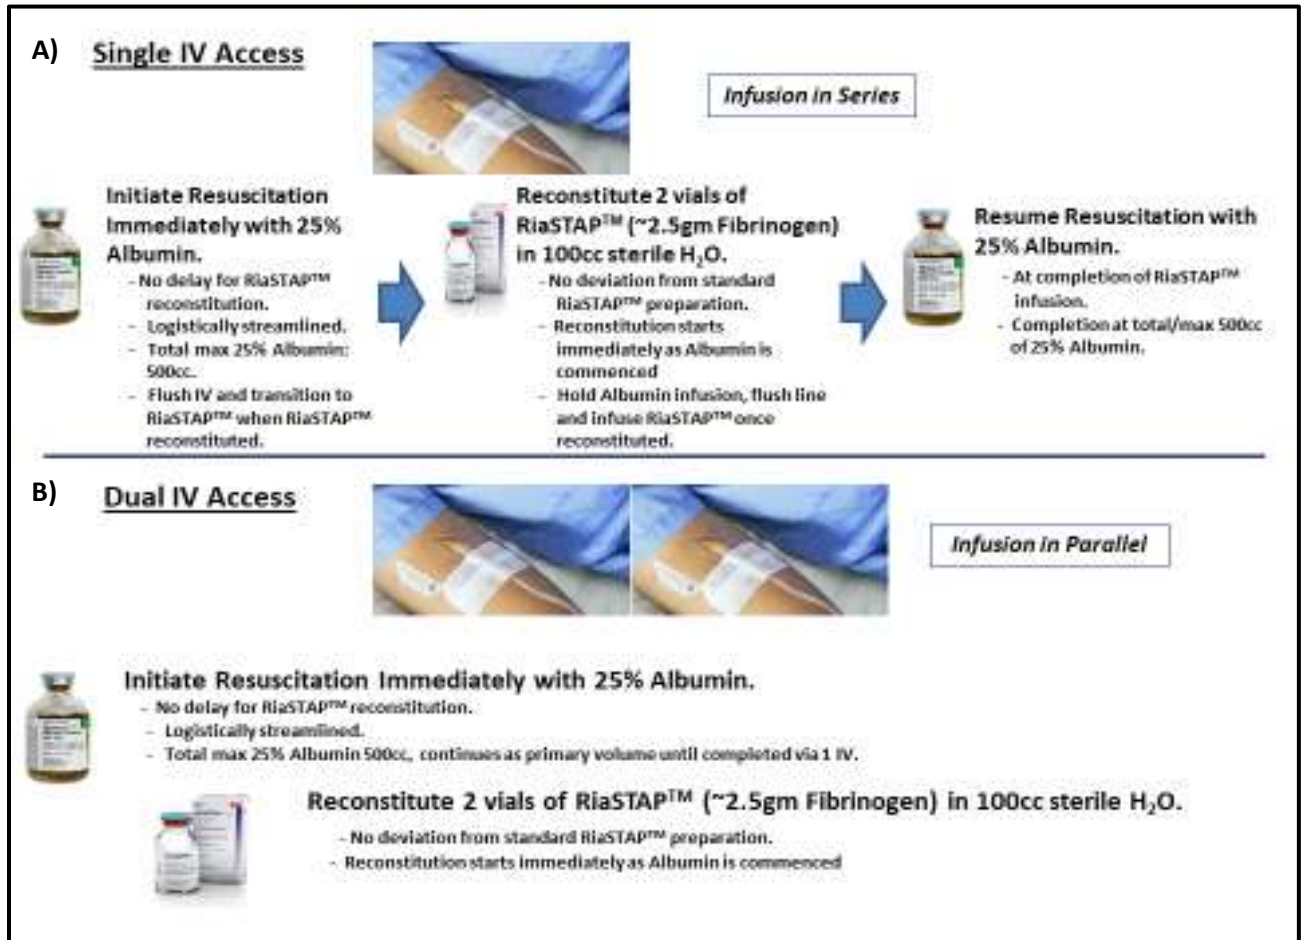 A) Single IV Access
Infusion in Series
Initiate Resuscitation
Immediately with 25%
Albumin.
- No delay for RiaSTAP™
reconstitution.
- Logistically streamlined.
- Total max 25% Albumin:
500cc.
- Flush IV and transition to
RiaSTAP™ when RiaSTAP™
reconstituted.
Reconstitute 2 vials of
RiaSTAP™ (~2.5gm Fibrinogen)
in 100cc sterile H₂O.
- No deviation from standard
RiaSTAP™ preparation.
- Reconstitution starts
immediately as Albumin is
commenced
- Hold Albumin infusion, flush line
and infuse RiaSTAP™ once
reconstituted.
Resume Resuscitation with
25% Albumin.
- At completion of RiaSTAP™
infusion.
- Completion at total/max 500cc
of 25% Albumin.
B) Dual IV Access
Infusion in Parallel
Initiate Resuscitation Immediately with 25% Albumin.
- No delay for RiaSTAP™ reconstitution.
- Logistically streamlined.
- Total max 25% Albumin 500cc, continues as primary volume until completed via 1 IV.
Reconstitute 2 vials of RiaSTAP™ (~2.5gm Fibrinogen) in 100cc sterile H₂O.
- No deviation from standard RiaSTAP™ preparation.
- Reconstitution starts immediately as Albumin is commenced